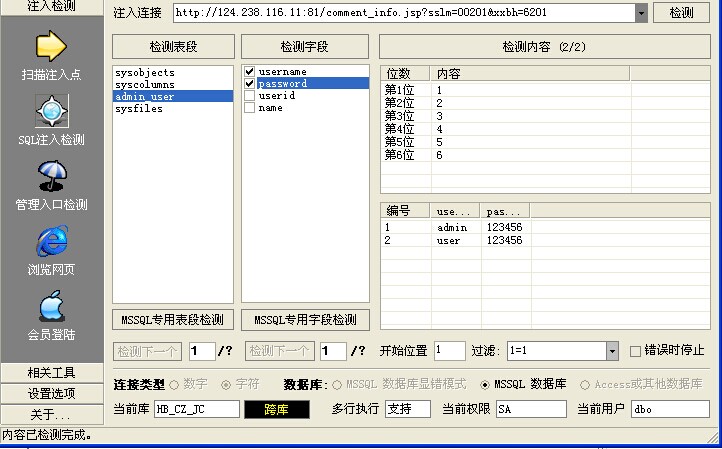 注入检测
注入连接 http://124.238.116.11:81/comment_info.jsp?sslm=00201&xxbh=6201 检测
扫描注入点
SQL注入检测
管理入口检测
浏览网页
会员登陆
相关工具
设置选项
关于...
检测表段
sysobjects
syscolumns
admin_user
sysfiles
MSSQL专用表段检测
检测字段
username
password
userid
name
MSSQL专用字段检测
检测内容 (2/2)
位数 内容
第1位 1
第2位 2
第3位 3
第4位 4
第5位 5
第6位 6
编号 use... pas...
1 admin 123456
2 user 123456
检测下一个 1 /? 检测下一个 1 /? 开始位置 1 过滤: 1=1 错误时停止
连接类型 数字 字符 数据库: MSSQL 数据库显错模式 MSSQL 数据库 Access或其他数据库
当前库 HB_CZ_JC 跨库 多行执行 支持 当前权限 SA 当前用户 dbo
内容已检测完成。